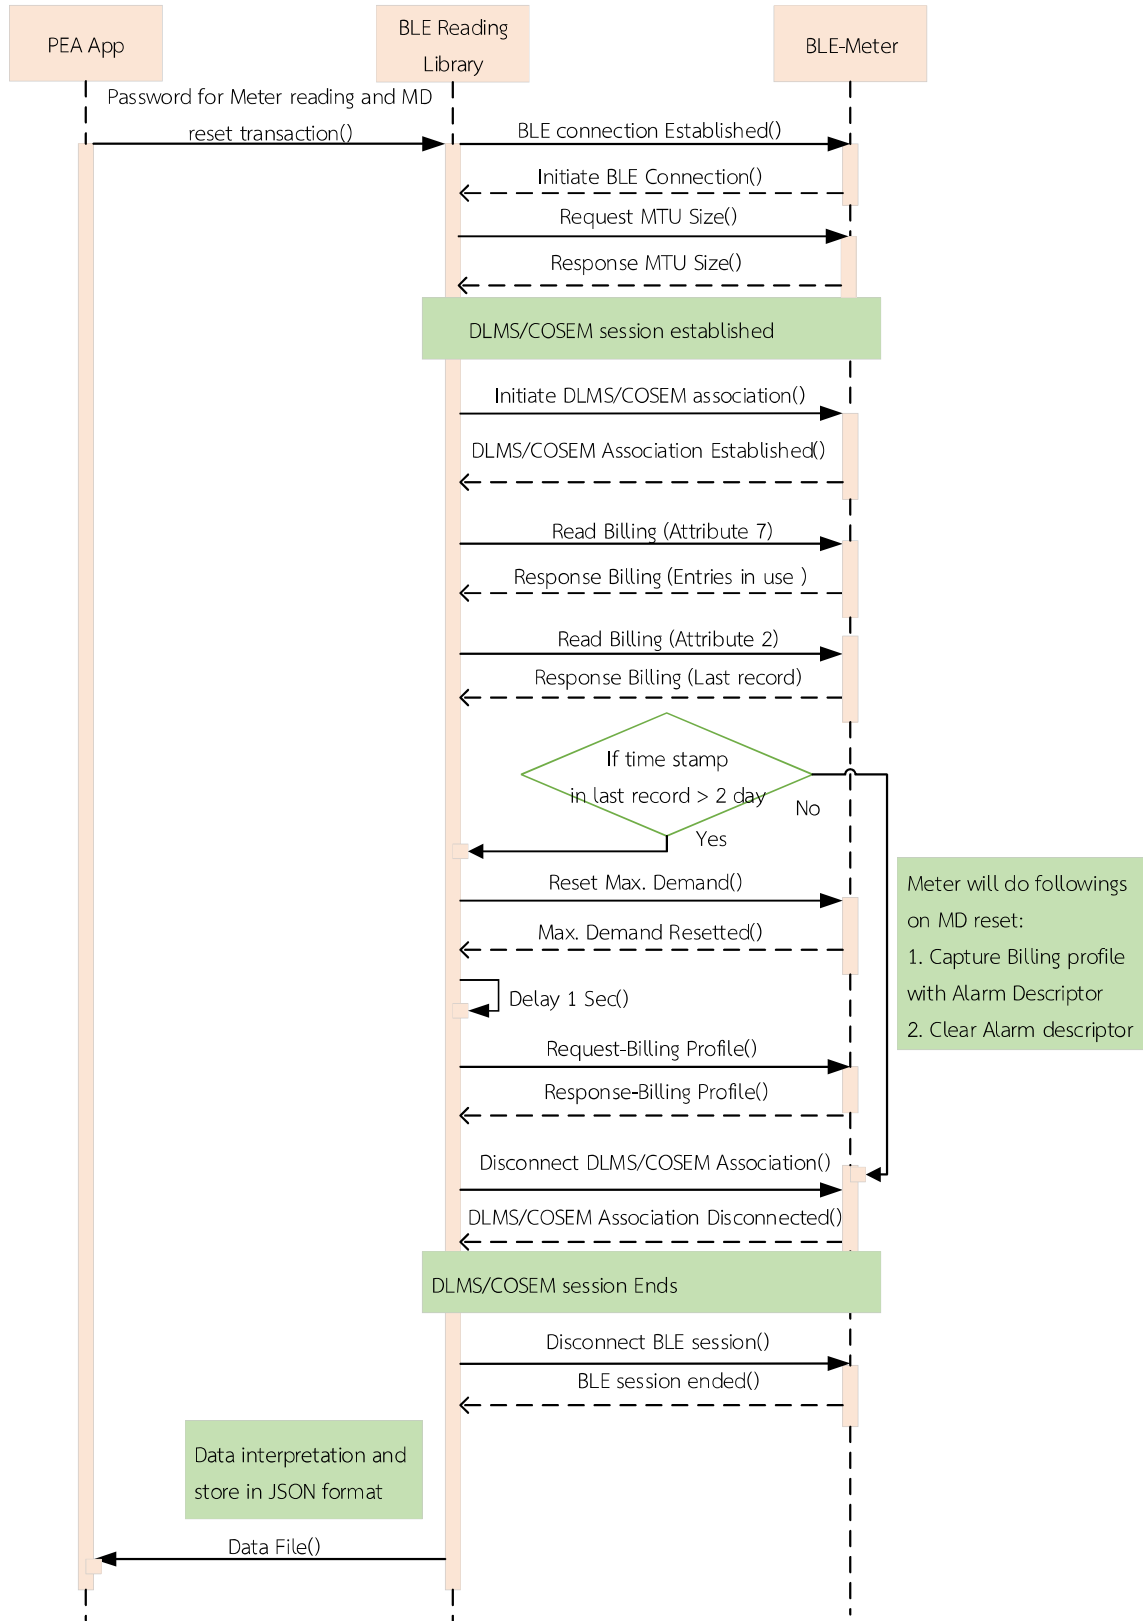 PEA App
BLE Reading
Library
BLE-Meter
Password for Meter reading and MD
reset transaction()
BLE connection Established()
Initiate BLE Connection()
Request MTU Size()
Response MTU Size()
DLMS/COSEM session established
Initiate DLMS/COSEM association()
DLMS/COSEM Association Established()
Read Billing (Attribute 7)
Response Billing (Entries in use )
Read Billing (Attribute 2)
Response Billing (Last record)
If time stamp
in last record > 2 day
No
Yes
Reset Max. Demand()
Max. Demand Resetted()
Delay 1 Sec()
Meter will do followings
on MD reset:
1. Capture Billing profile
with Alarm Descriptor
2. Clear Alarm descriptor
Request-Billing Profile()
Response-Billing Profile()
Disconnect DLMS/COSEM Association()
DLMS/COSEM Association Disconnected()
DLMS/COSEM session Ends
Disconnect BLE session()
BLE session ended()
Data interpretation and
store in JSON format
Data File()